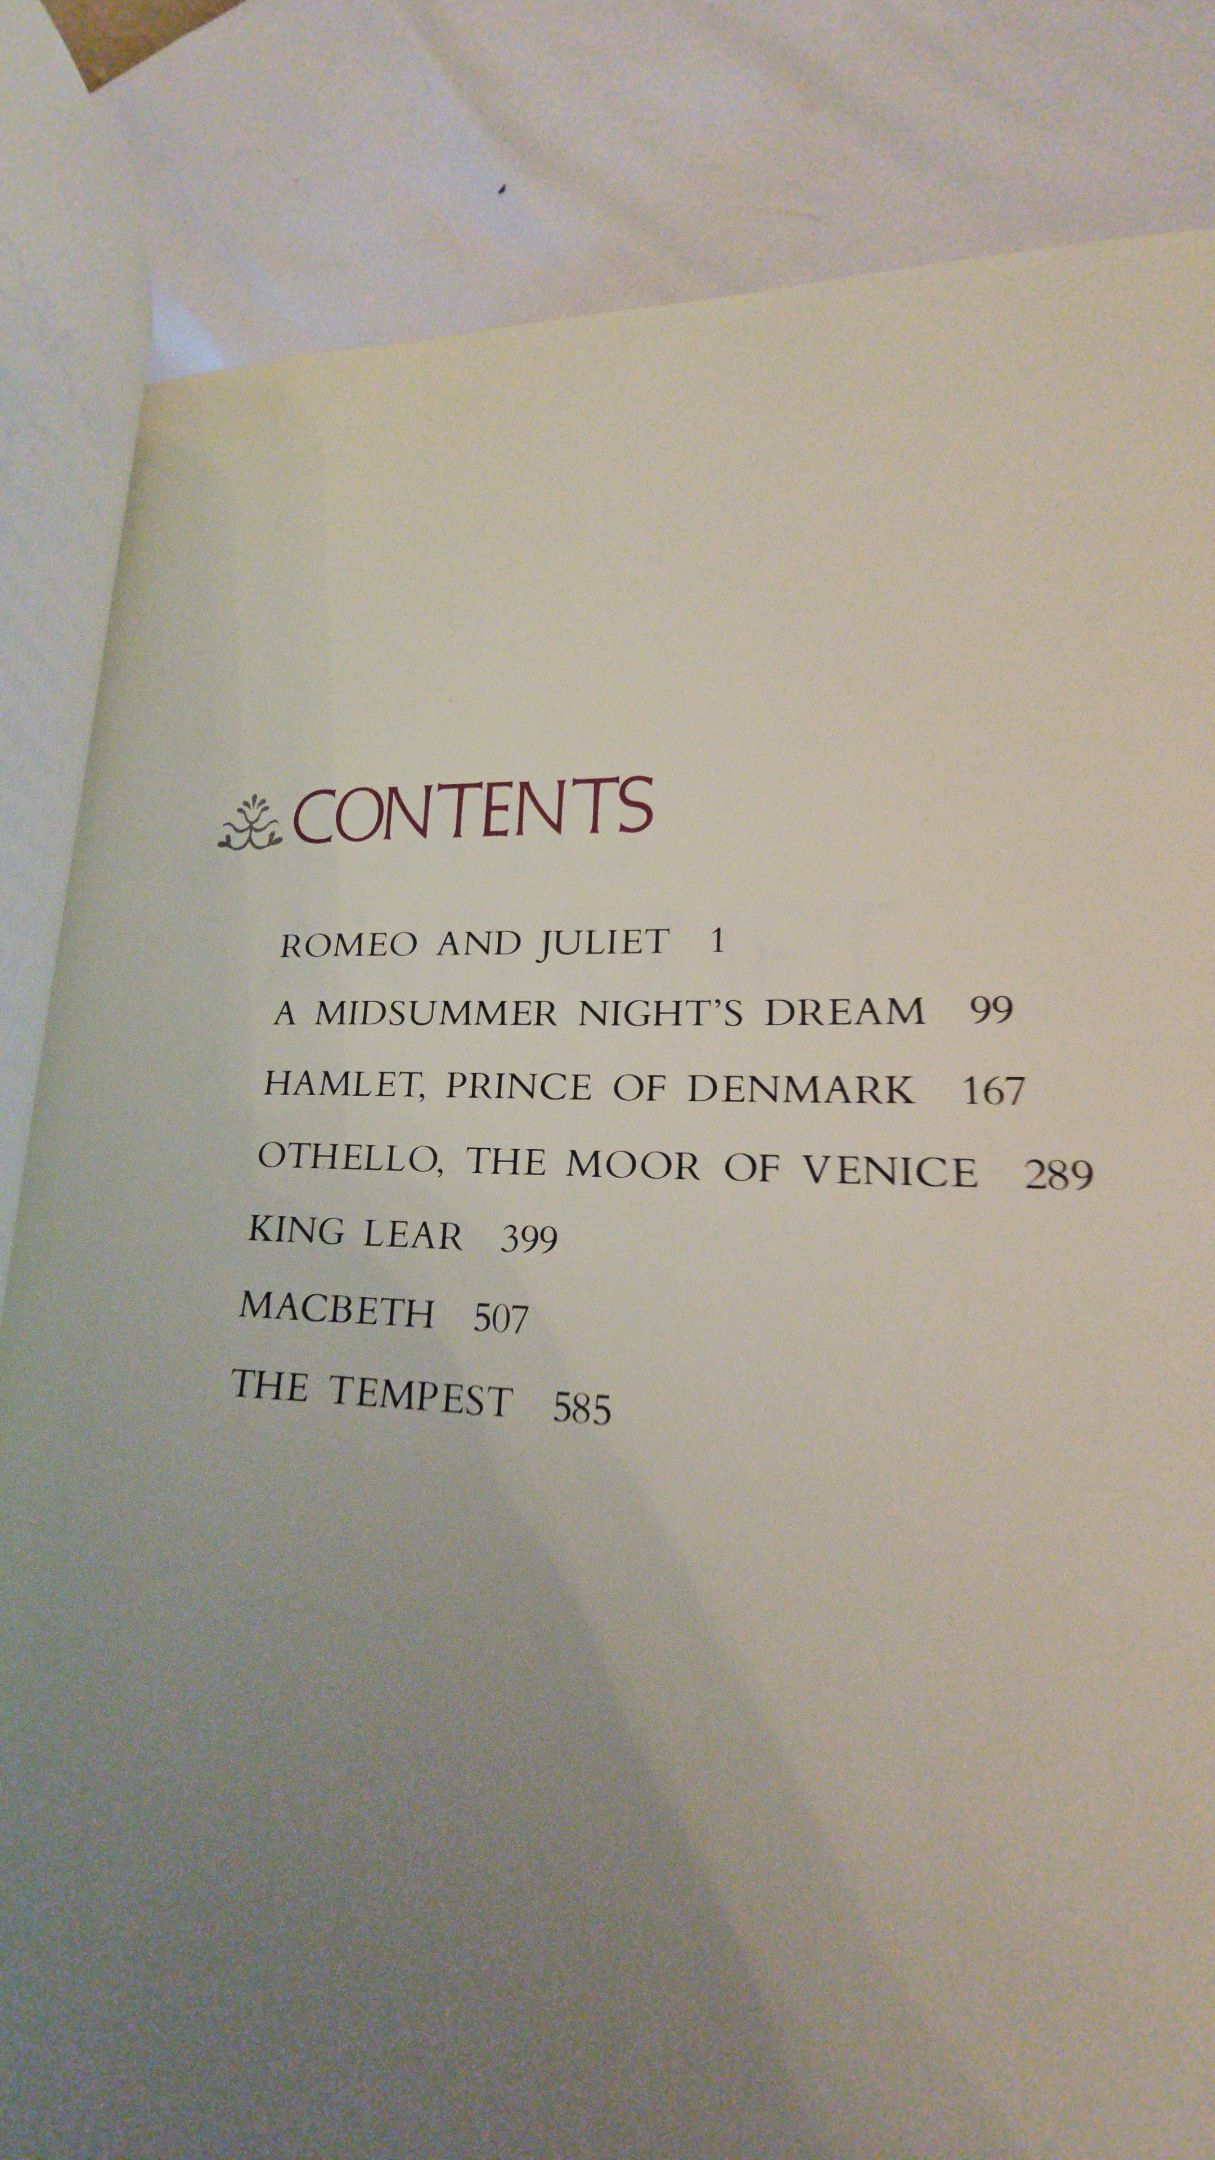 CONTENTS
ROMEO AND JULIET 1
A MIDSUMMER NIGHT'S DREAM 99
HAMLET, PRINCE OF DENMARK 167
OTHELLO, THE MOOR OF VENICE 289
KING LEAR 399
MACBETH 507
THE TEMPEST 585